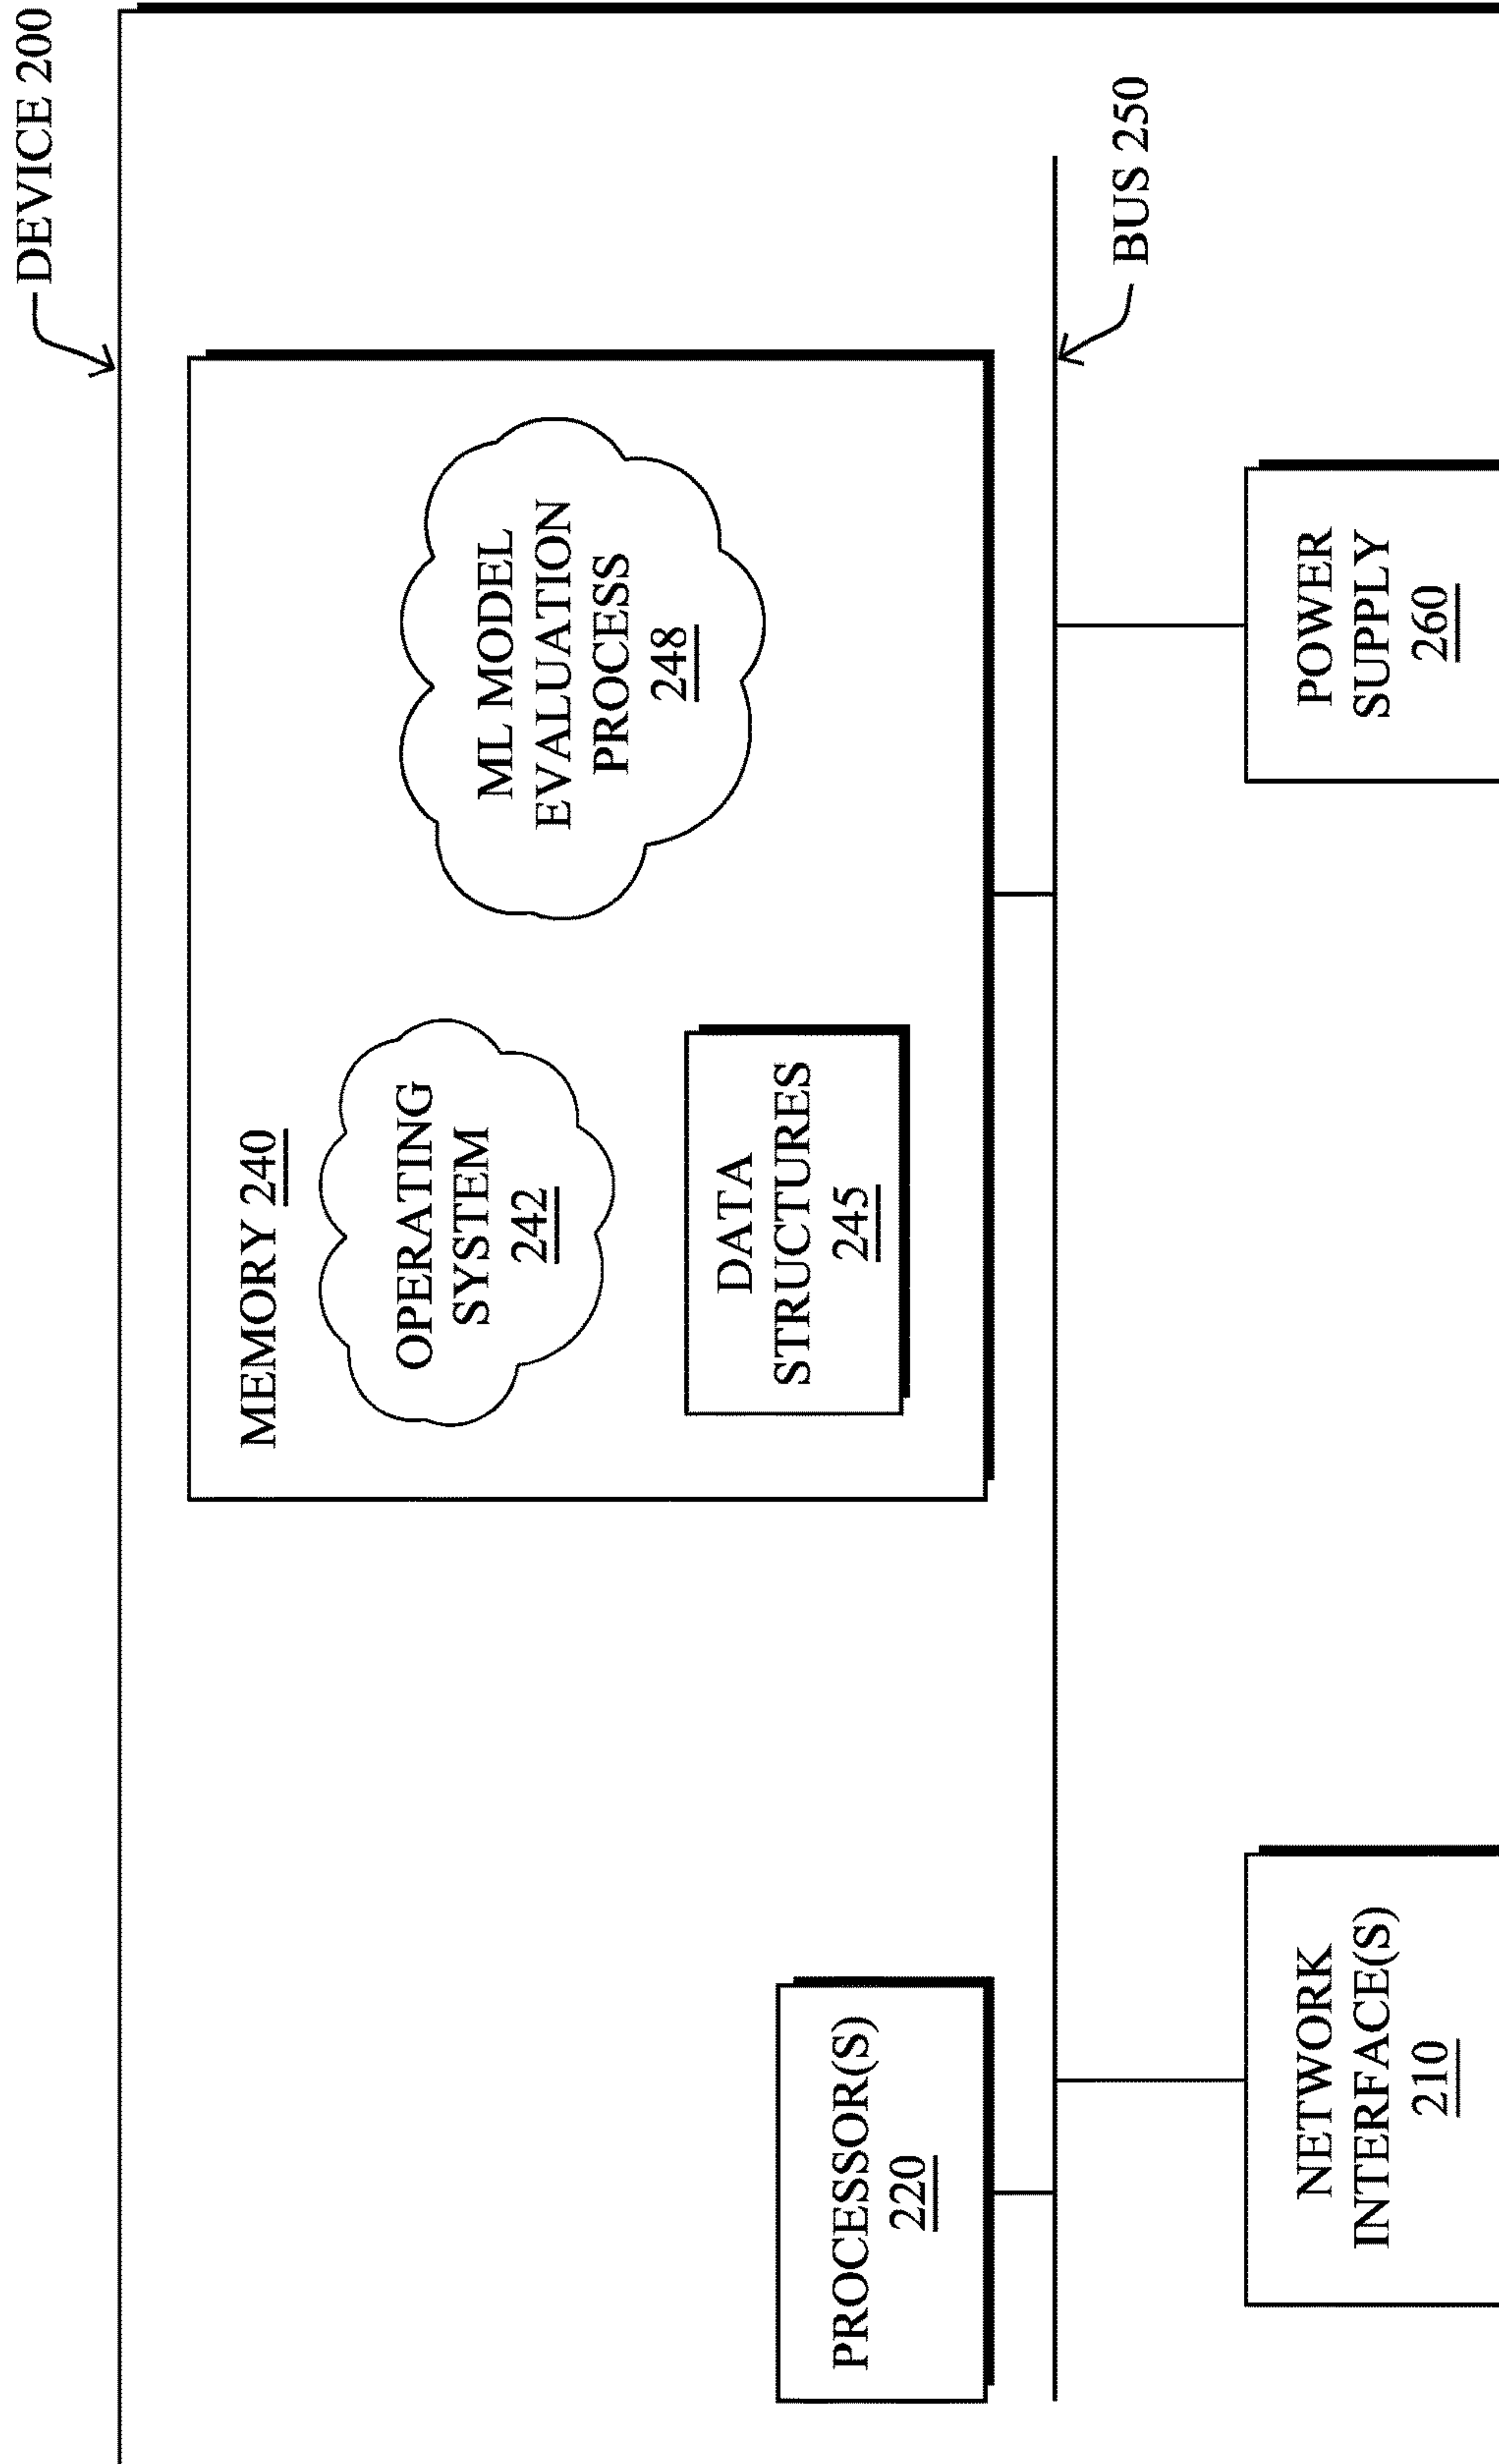 DEVICE 200
MEMORY 240
OPERATING
SYSTEM
242
ML MODEL
EVALUATION
PROCESS
248
DATA
STRUCTURES
245
PROCESSOR(S)
220
BUS 250
NETWORK
INTERFACE(S)
210
POWER
SUPPLY
260